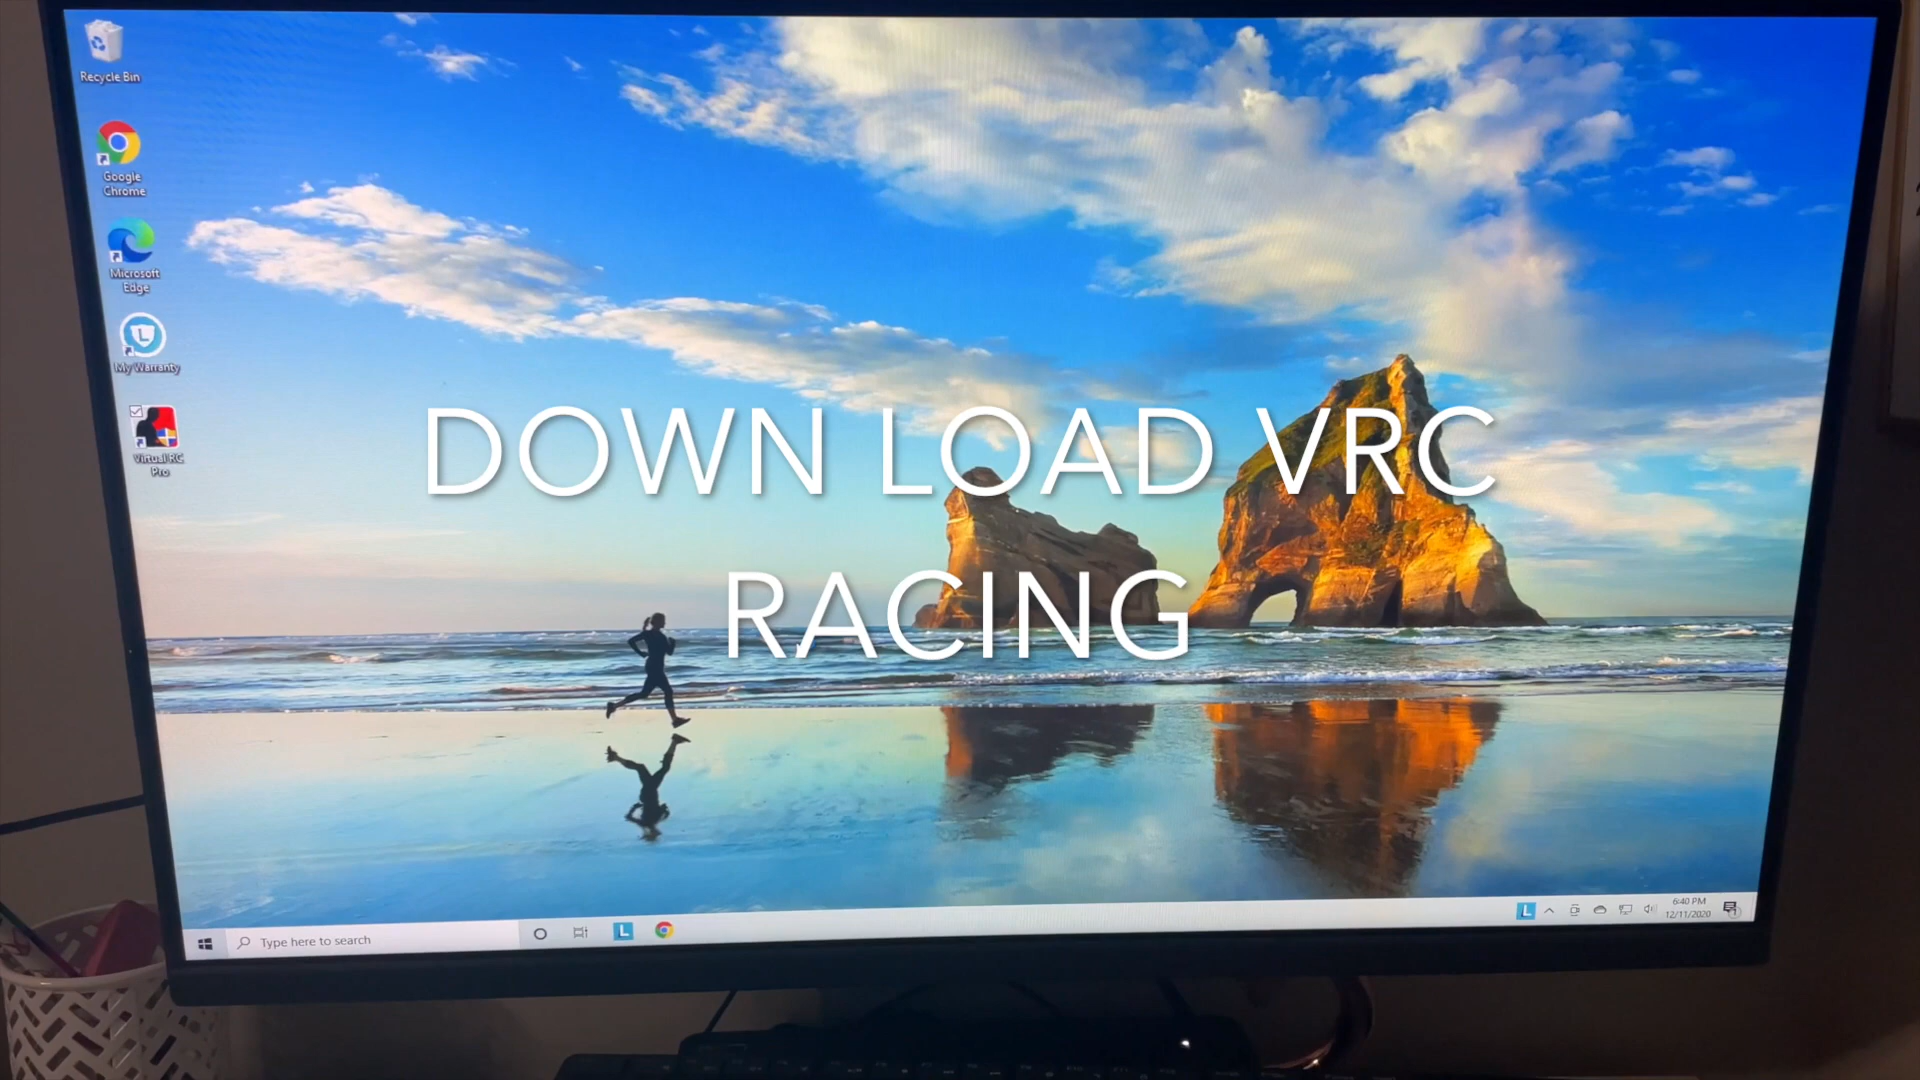 Recycle Bin
Google
Chrome
Microsoft
Edge
My Warranty
Virtual RC
Pro
DOWN LOAD VRC
RACING
Type here to search
L
L
6:40 PM
12/11/2020